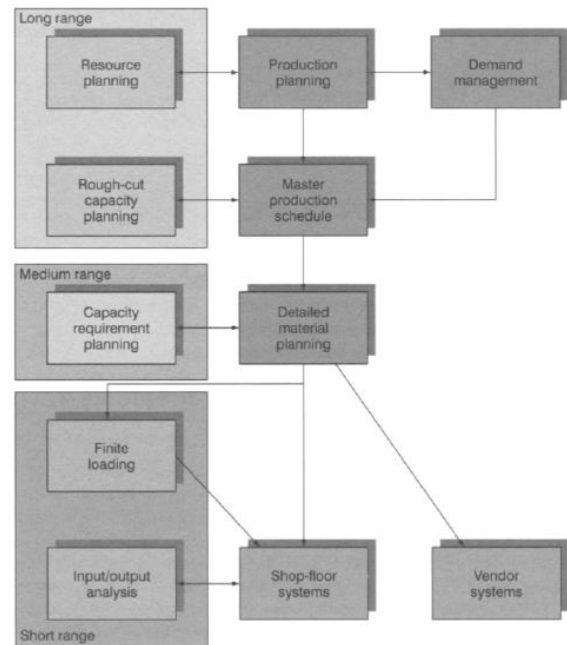 Long range
Resource
planning
Production
planning
Demand
management
Rough-cut
capacity
planning
Master
production
schedule
Medium range
Capacity
requirement
planning
Detailed
material
planning
Finite
loading
Input/output
analysis
Shop-floor
systems
Vendor
systems
Short range